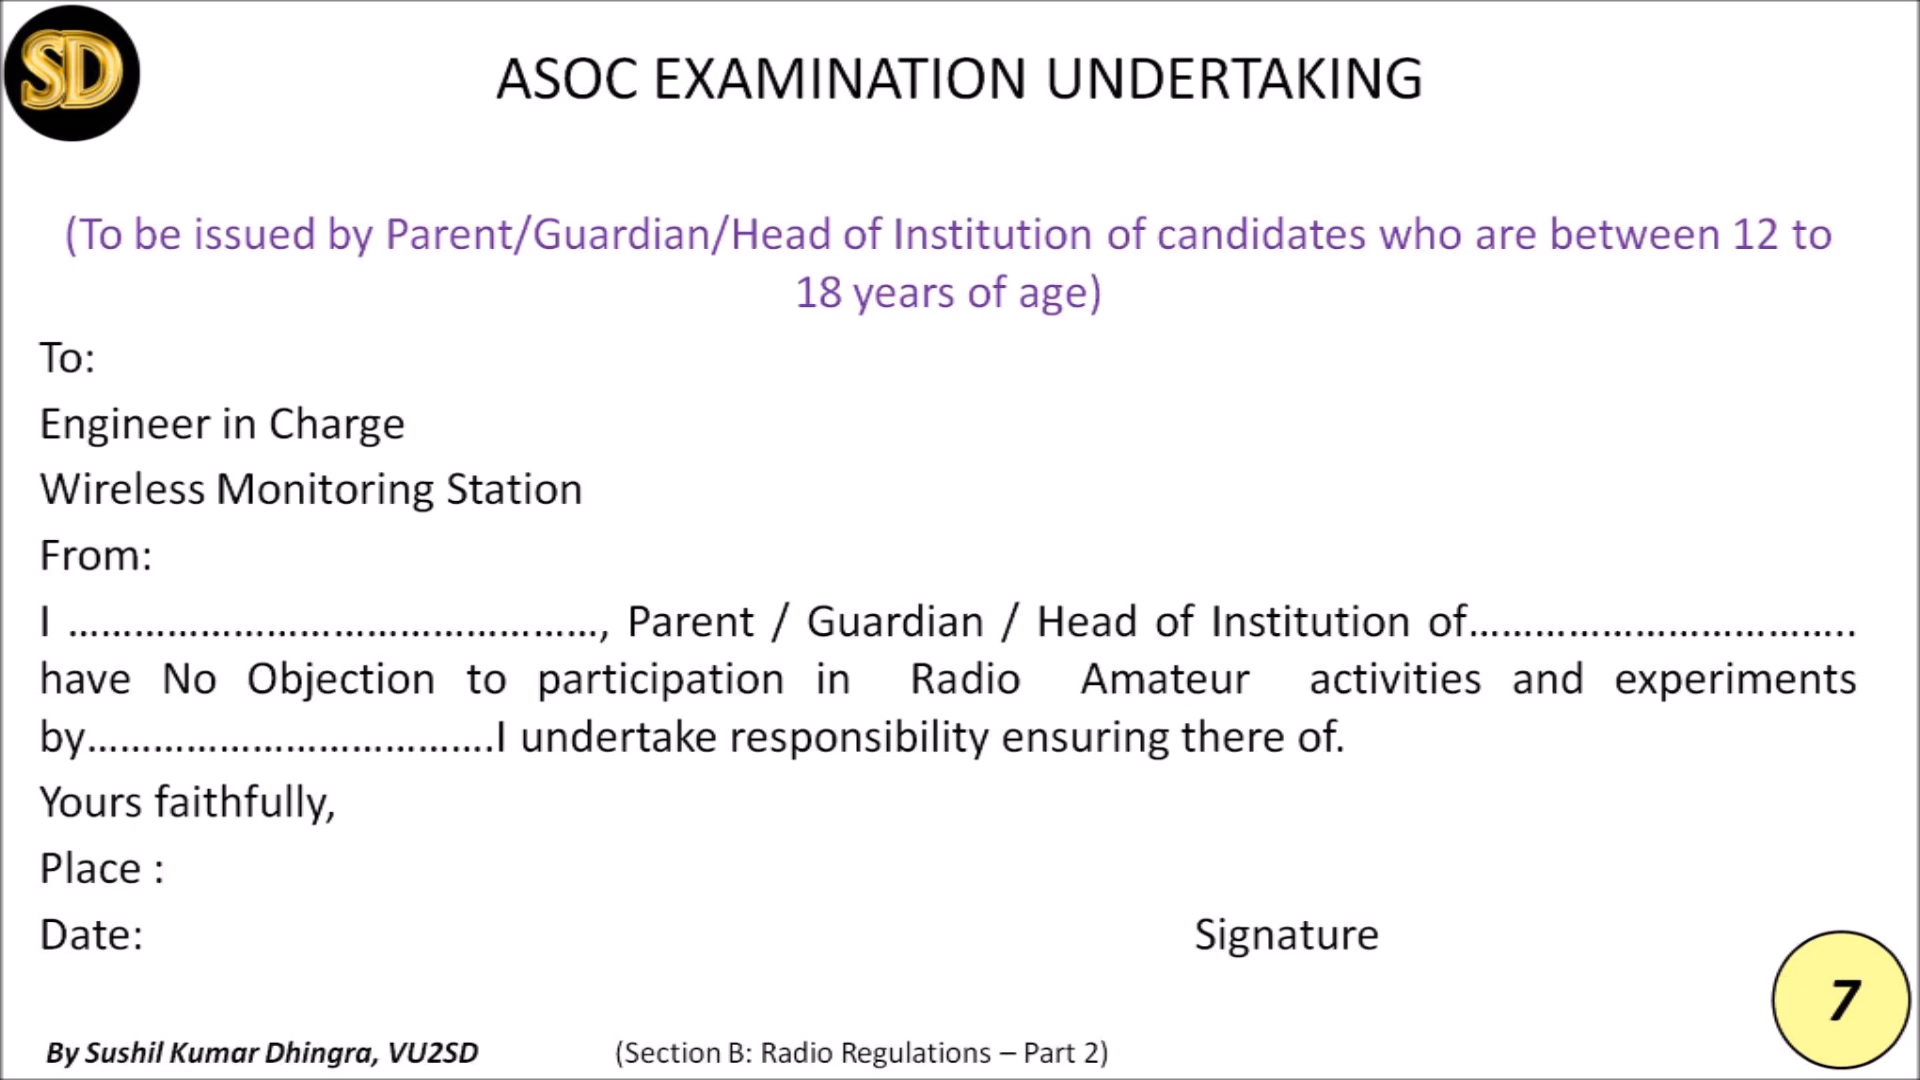 SD
ASOC EXAMINATION UNDERTAKING
(To be issued by Parent/Guardian/Head of Institution of candidates who are between 12 to
18 years of age)
To:
Engineer in Charge
Wireless Monitoring Station
From:
I ................................................, Parent / Guardian / Head of Institution of...................................
have No Objection to participation in Radio Amateur activities and experiments
by.....................................I undertake responsibility ensuring there of.
Yours faithfully,
Place :
Date: Signature
7
By Sushil Kumar Dhingra, VU2SD (Section B: Radio Regulations – Part 2)